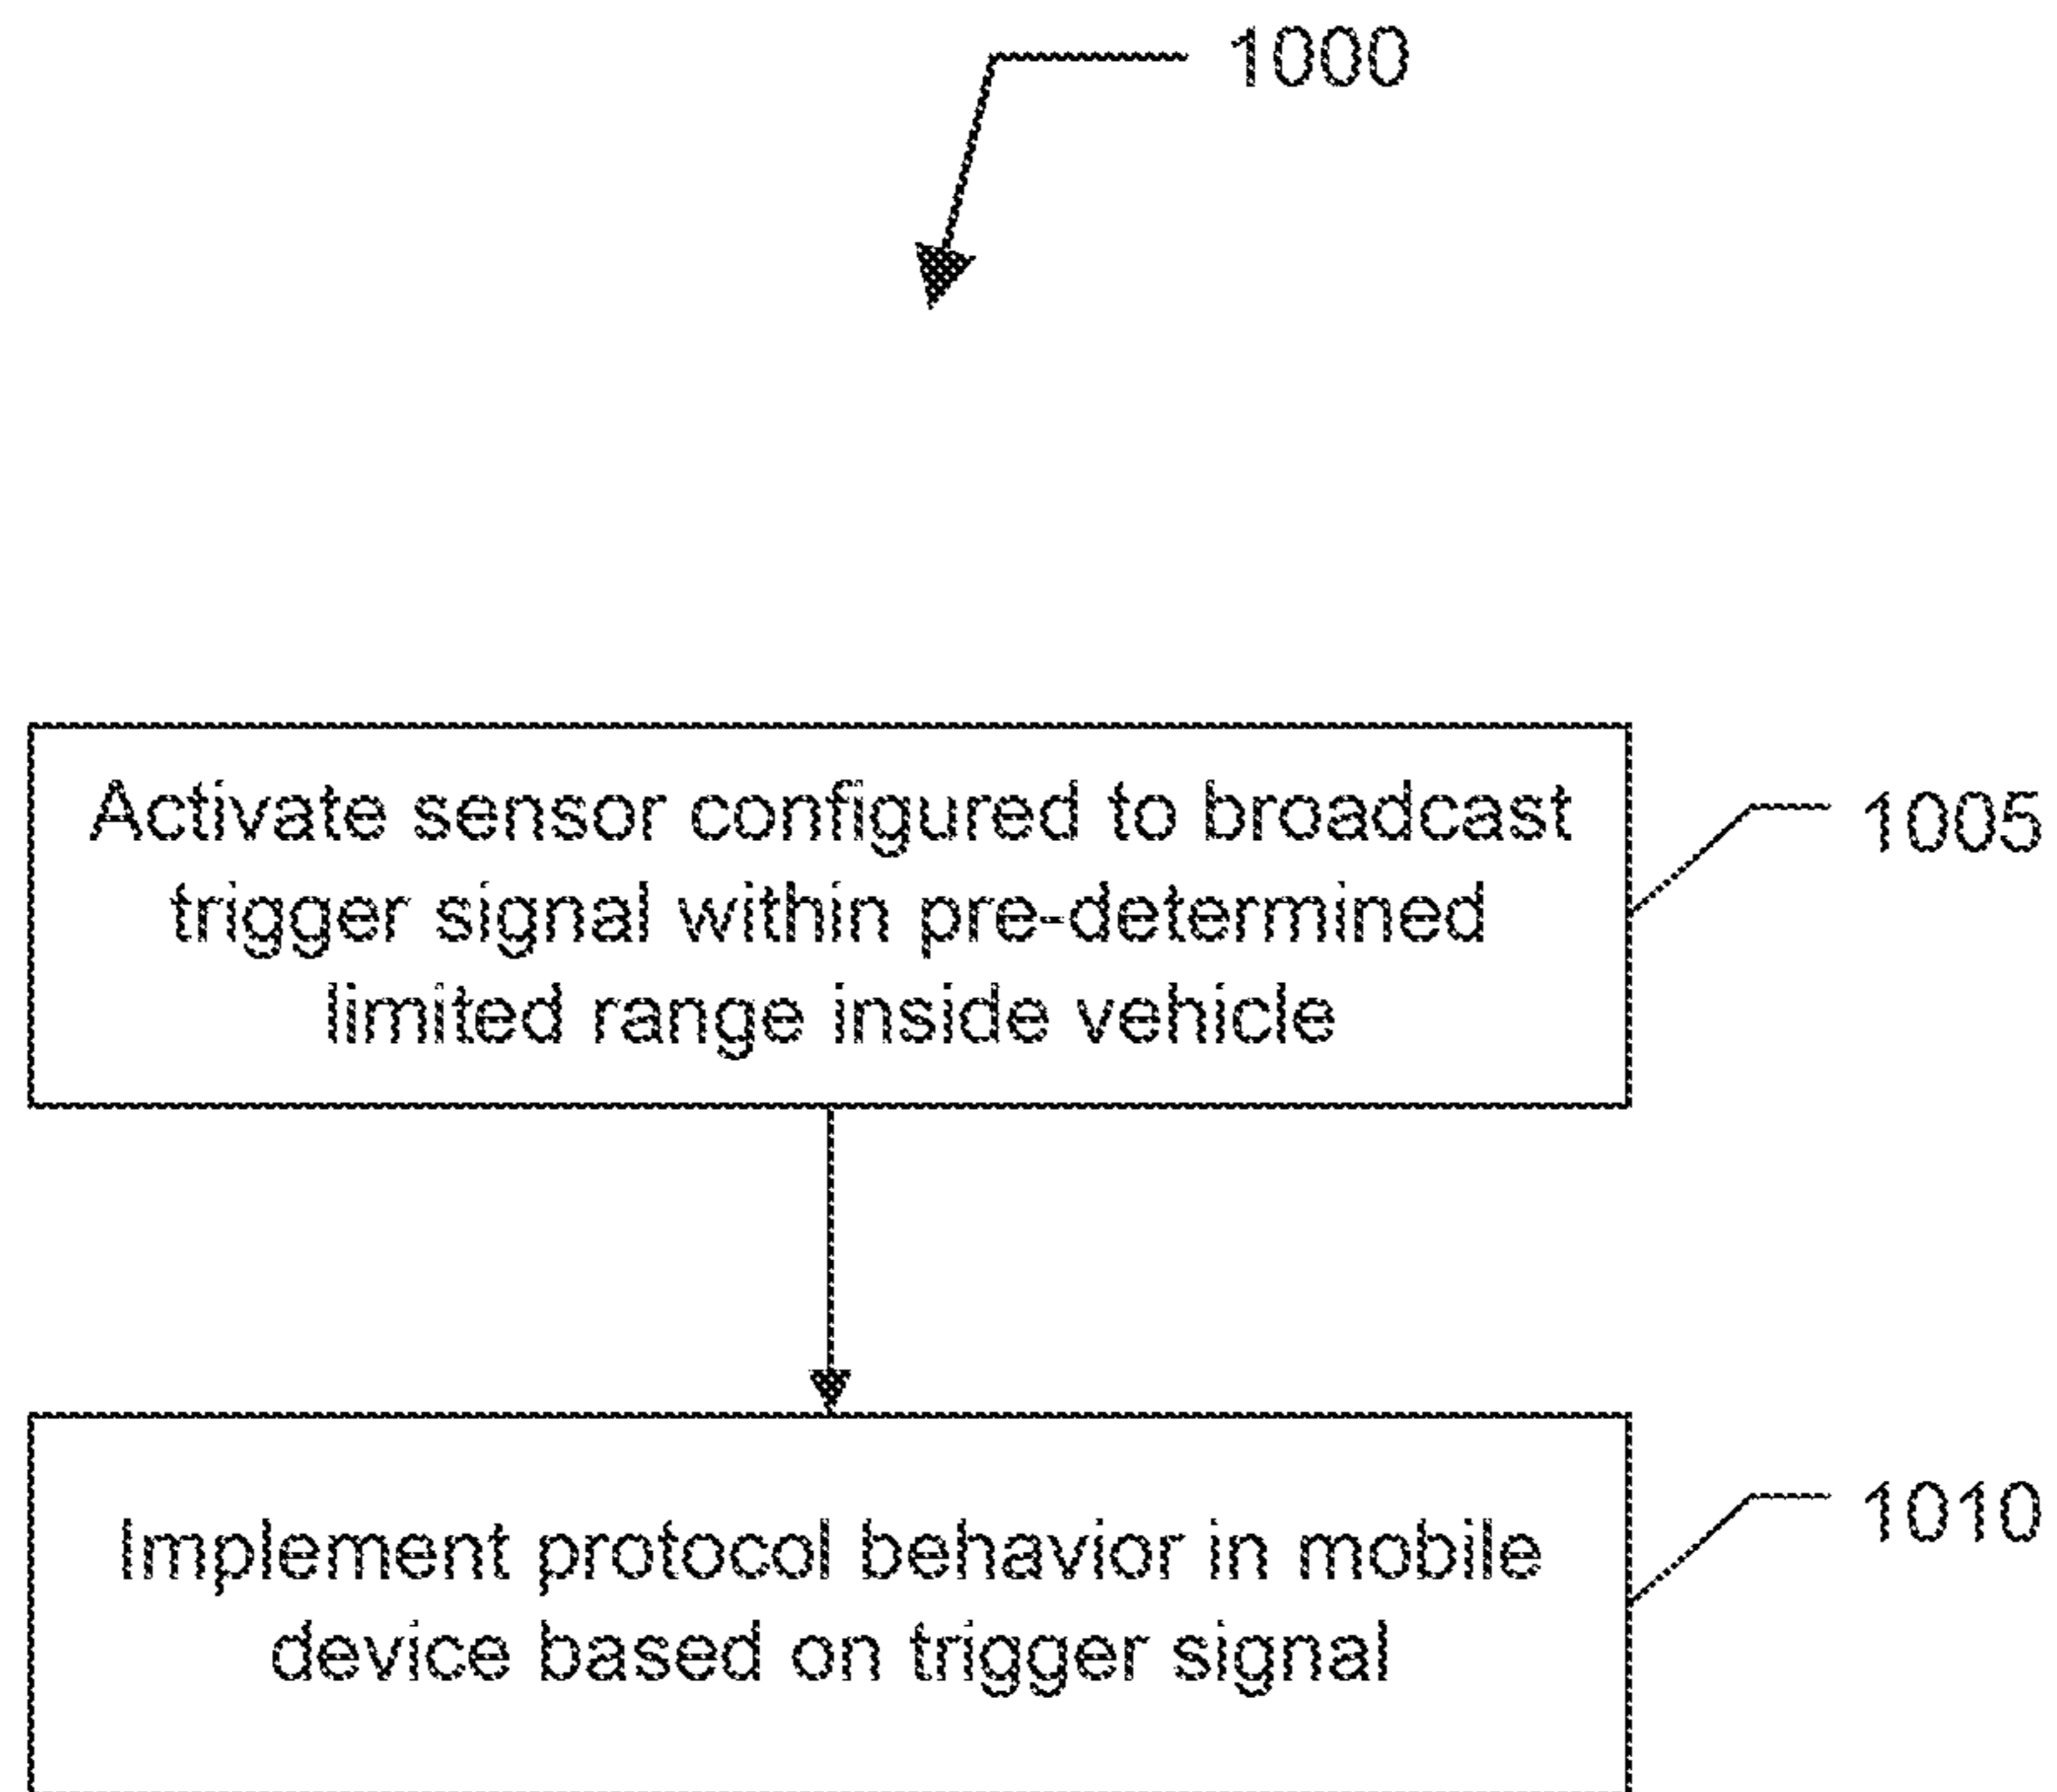 1000
Activate sensor configured to broadcast
trigger signal within pre-determined
limited range inside vehicle
1005
Implement protocol behavior in mobile
device based on trigger signal
1010